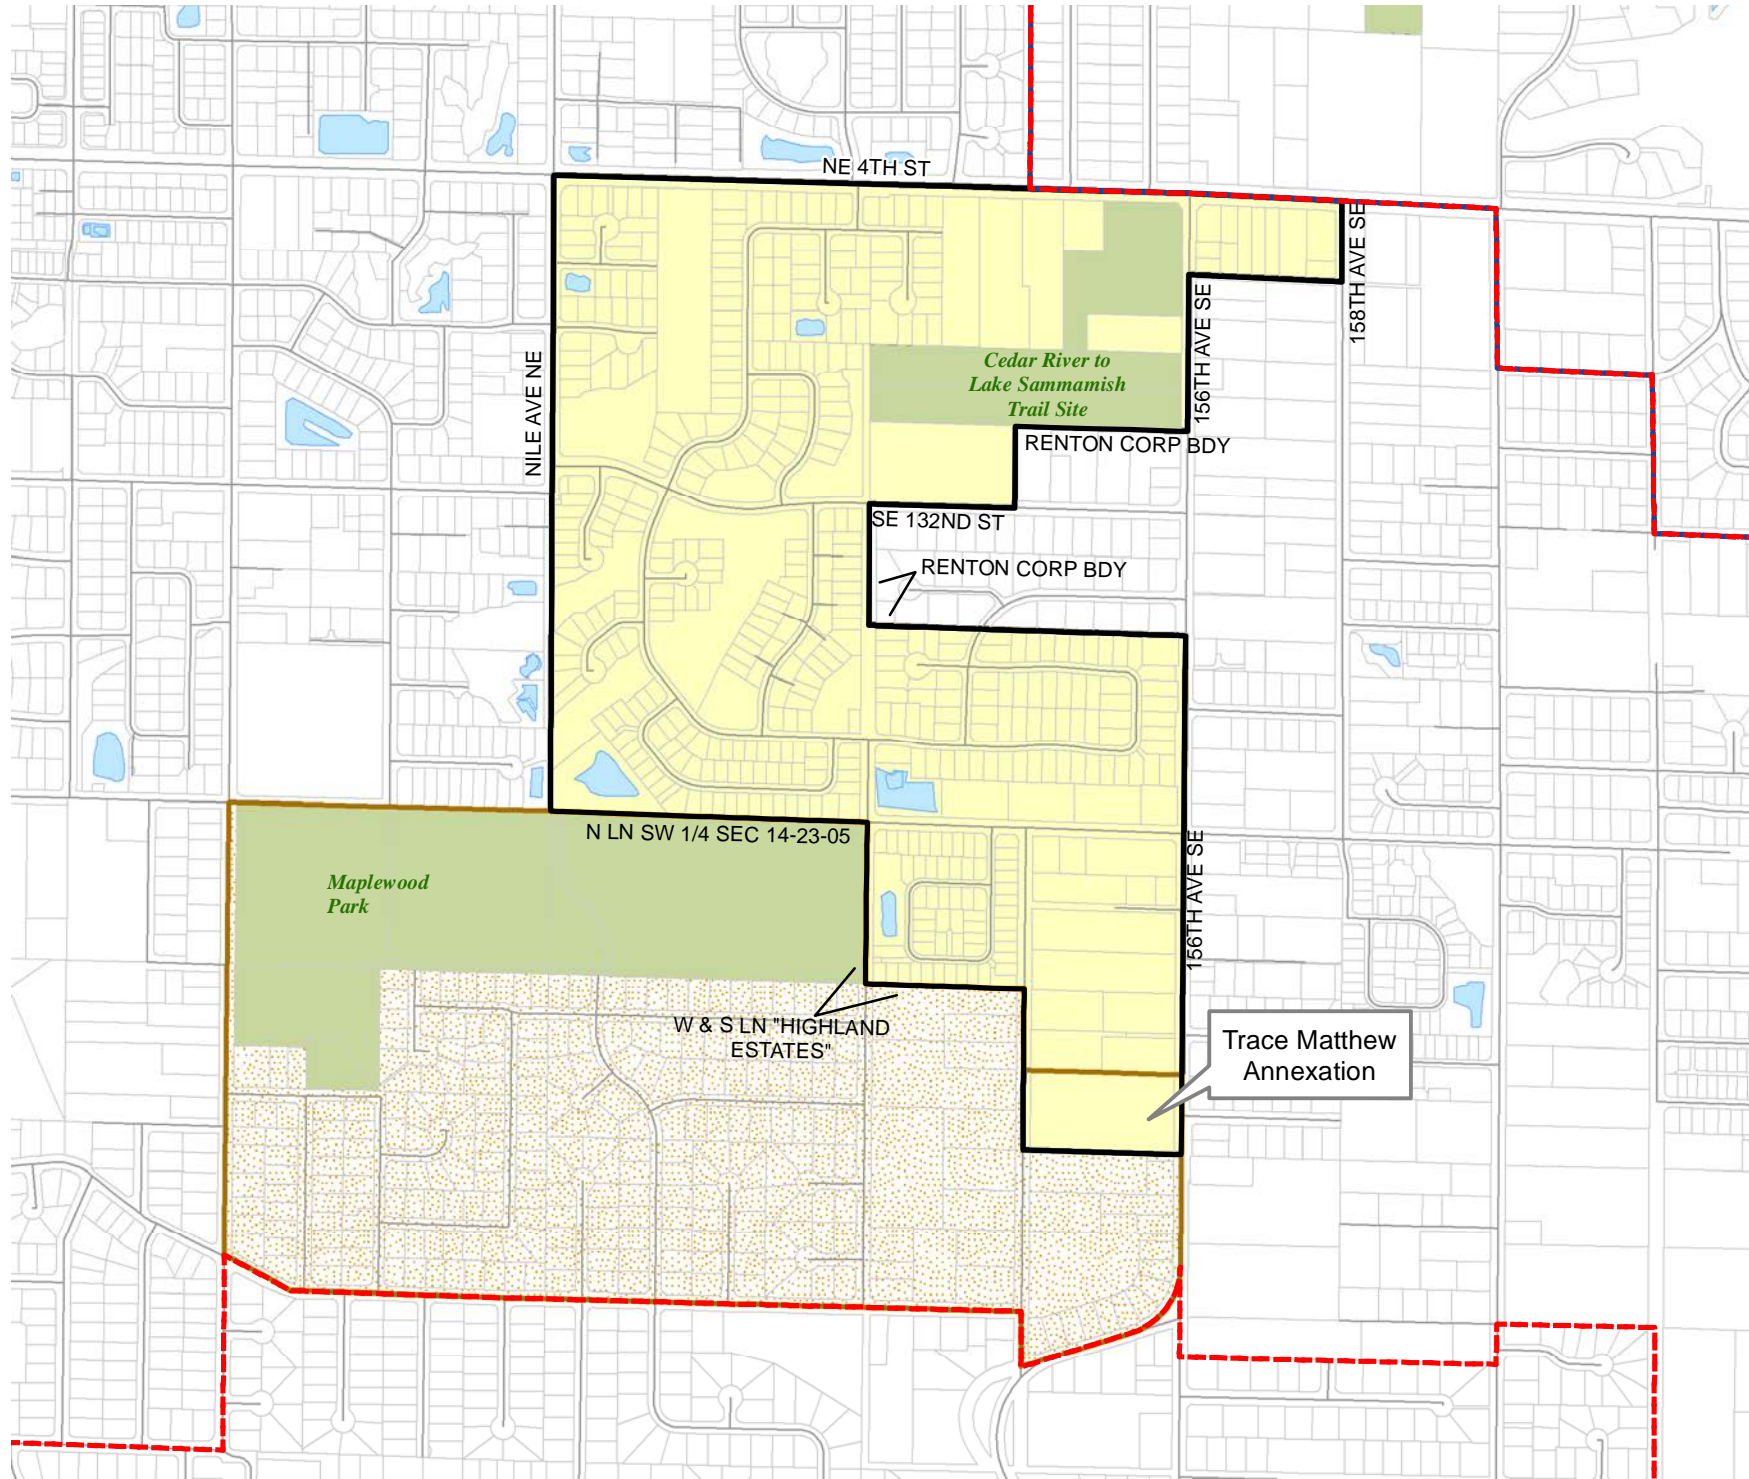 NE 4TH ST
158TH AVE SE
156TH AVE SE
NILE AVE NE
Cedar River to
Lake Sammamish
Trail Site
RENTON CORP BDY
SE 132ND ST
RENTON CORP BDY
N LN SW 1/4 SEC 14-23-05
156TH AVE SE
Maplewood
Park
W & S LN "HIGHLAND
ESTATES"
Trace Matthew
Annexation